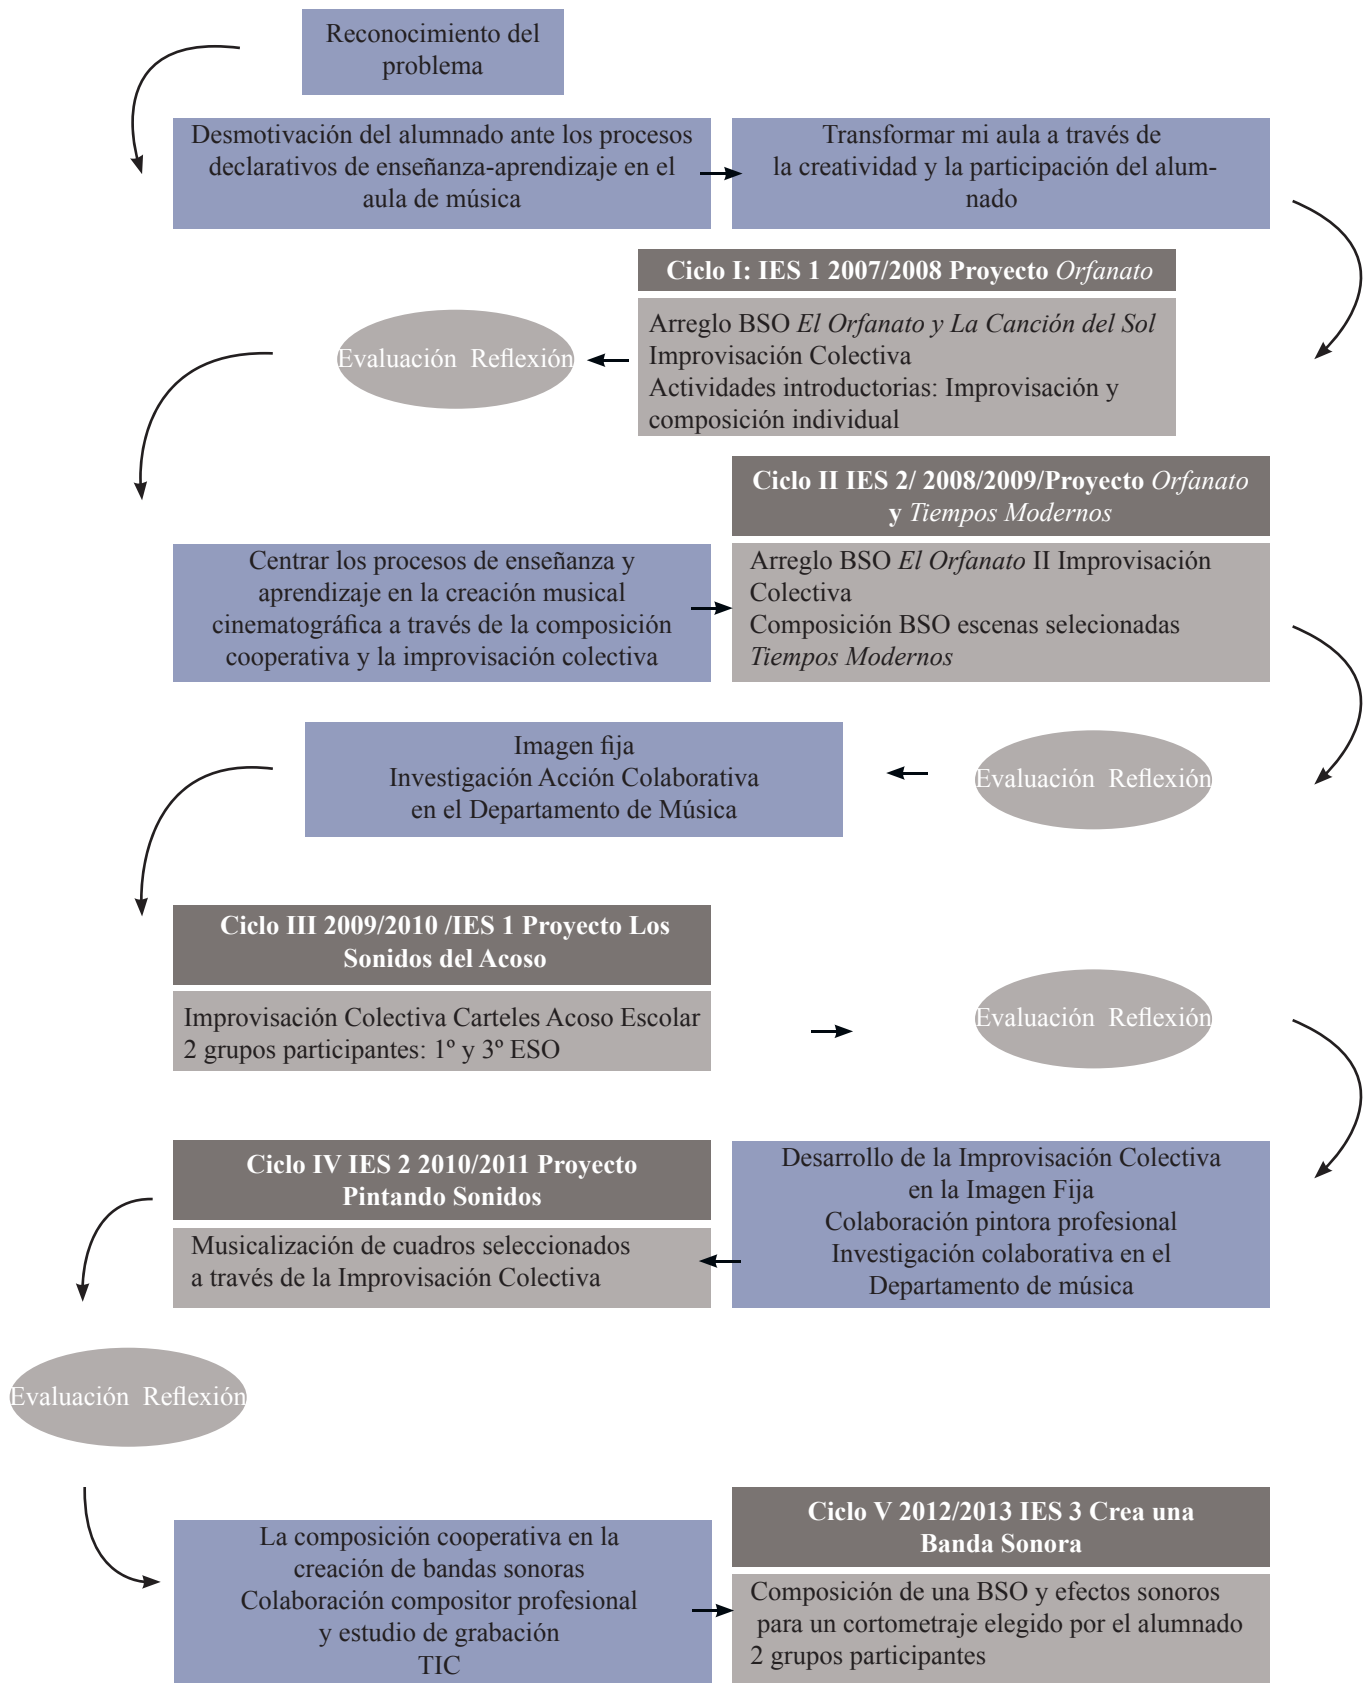 Reconocimiento del
problema
Desmotivación del alumnado ante los procesos
declarativos de enseñanza-aprendizaje en el
aula de música
Transformar mi aula a través de
la creatividad y la participación del alum-
nado
Ciclo I: IES 1 2007/2008 Proyecto Orfanato
Arreglo BSO El Orfanato y La Canción del Sol
Improvisación Colectiva
Actividades introductorias: Improvisación y
composición individual
Evaluación Reflexión
Ciclo II IES 2/ 2008/2009/Proyecto Orfanato
y Tiempos Modernos
Centrar los procesos de enseñanza y
aprendizaje en la creación musical
cinematográfica a través de la composición
cooperativa y la improvisación colectiva
Arreglo BSO El Orfanato II Improvisación
Colectiva
Composición BSO escenas selecionadas
Tiempos Modernos
Imagen fija
Investigación Acción Colaborativa
en el Departamento de Música
Evaluación Reflexión
Ciclo III 2009/2010 /IES 1 Proyecto Los
Sonidos del Acoso
Improvisación Colectiva Carteles Acoso Escolar
2 grupos participantes: 1º y 3º ESO
Evaluación Reflexión
Ciclo IV IES 2 2010/2011 Proyecto
Pintando Sonidos
Musicalización de cuadros seleccionados
a través de la Improvisación Colectiva
Desarrollo de la Improvisación Colectiva
en la Imagen Fija
Colaboración pintora profesional
Investigación colaborativa en el
Departamento de música
Evaluación Reflexión
La composición cooperativa en la
creación de bandas sonoras
Colaboración compositor profesional
y estudio de grabación
TIC
Ciclo V 2012/2013 IES 3 Crea una
Banda Sonora
Composición de una BSO y efectos sonoros
para un cortometraje elegido por el alumnado
2 grupos participantes